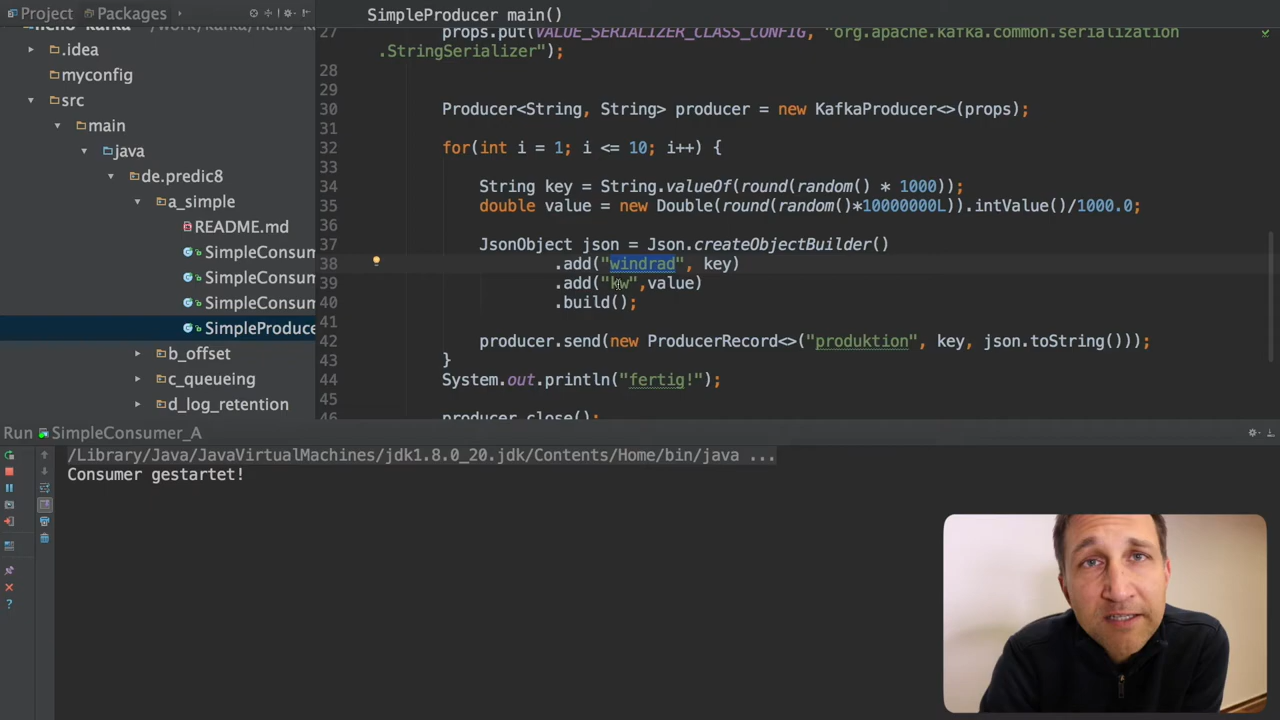 Project Packages
SimpleProducer main()
hello-kafka
.idea
myconfig
src
main
java
de.predic8
a_simple
README.md
SimpleConsum
SimpleConsum
SimpleConsum
SimpleProduce
b_offset
c_queueing
d_log_retention
27 props.put(VALUE_SERIALIZER_CLASS_CONFIG, "org.apache.kafka.common.serialization
.StringSerializer");
28
29
30 Producer<String, String> producer = new KafkaProducer<>(props);
31
32 for(int i = 1; i <= 10; i++) {
33
34 String key = String.valueOf(round(random() * 1000));
35 double value = new Double(round(random()*10000000L)).intValue()/1000.0;
36
37 JsonObject json = Json.createObjectBuilder()
38 .add("windrad", key)
39 .add("kw",value)
40 .build();
41
42 producer.send(new ProducerRecord<>("produktion", key, json.toString()));
43 }
44 System.out.println("fertig!");
45
46 producer.close();
Run SimpleConsumer_A
/Library/Java/JavaVirtualMachines/jdk1.8.0_20.jdk/Contents/Home/bin/java ...
Consumer gestartet!